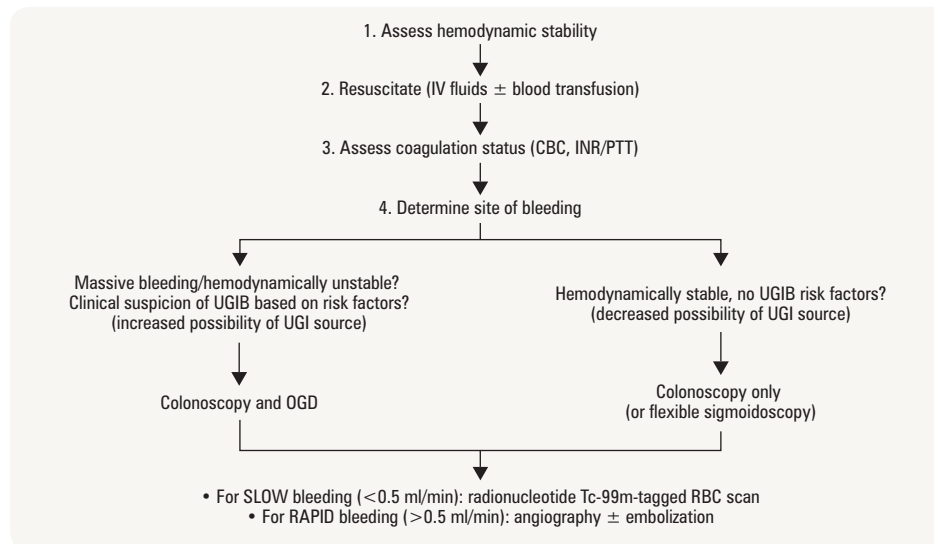 1. Assess hemodynamic stability
2. Resuscitate (IV fluids ± blood transfusion)
3. Assess coagulation status (CBC, INR/PTT)
4. Determine site of bleeding
Massive bleeding/hemodynamically unstable?
Clinical suspicion of UGIB based on risk factors?
(increased possibility of UGI source)
Hemodynamically stable, no UGIB risk factors?
(decreased possibility of UGI source)
Colonoscopy and OGD
Colonoscopy only
(or flexible sigmoidoscopy)
• For SLOW bleeding (<0.5 ml/min): radionucleotide Tc-99m-tagged RBC scan
• For RAPID bleeding (>0.5 ml/min): angiography ± embolization